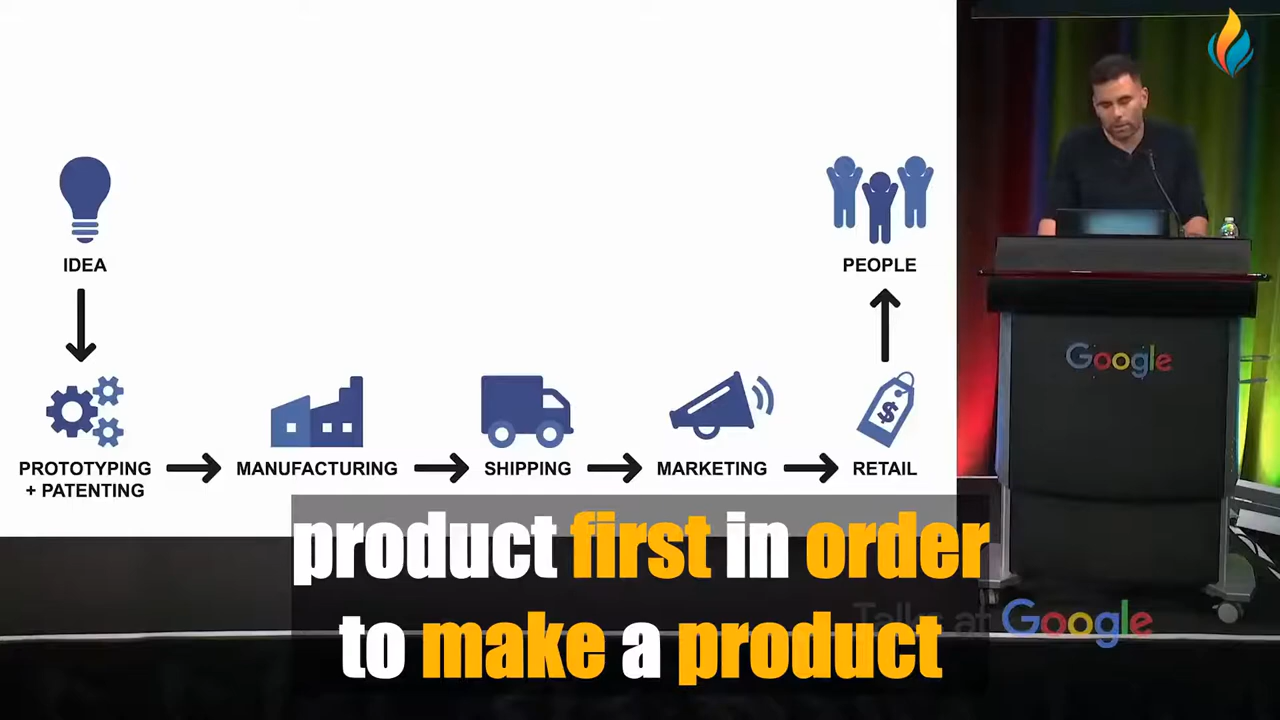 IDEA
PEOPLE
PROTOTYPING
+ PATENTING
MANUFACTURING
SHIPPING
MARKETING
RETAIL
$
Google
product first in order
to make a product
Talks at Google